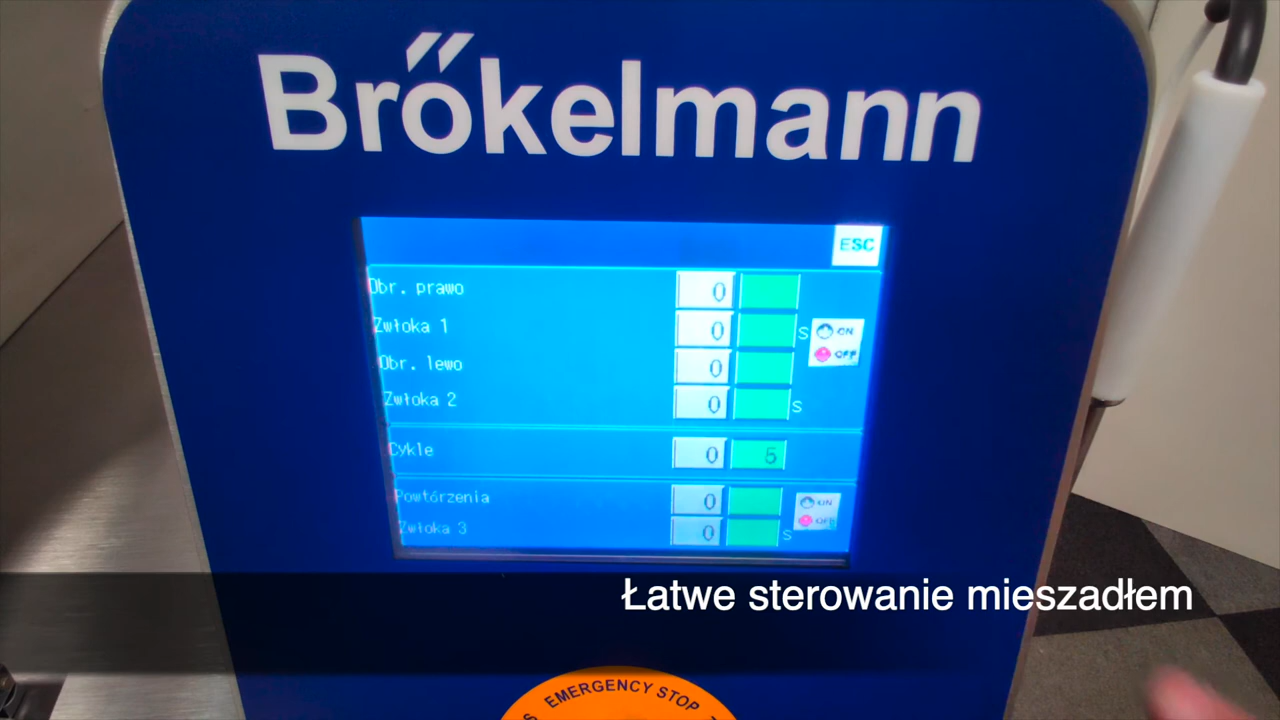 Brőkelmann
ESC
Obr. prawo 0
Zwłoka 1 0 s
ON
OFF
Obr. lewo 0
Zwłoka 2 0 s
Cykle 0 5
Powtórzenia 0
ON
OFF
Zwłoka 3 0 s
Łatwe sterowanie mieszadłem
EMERGENCY STOP